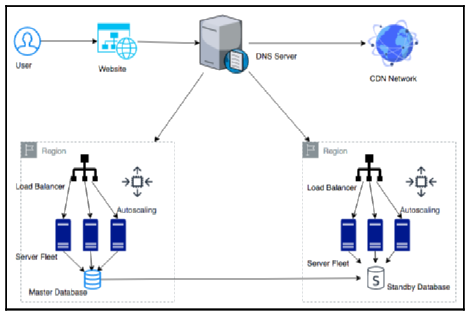 User
Website
DNS Server
CDN Network
Region
Load Balancer
Autoscaling
Server Fleet
Master Database
Region
Load Balancer
Autoscaling
Server Fleet
S
Standby Database